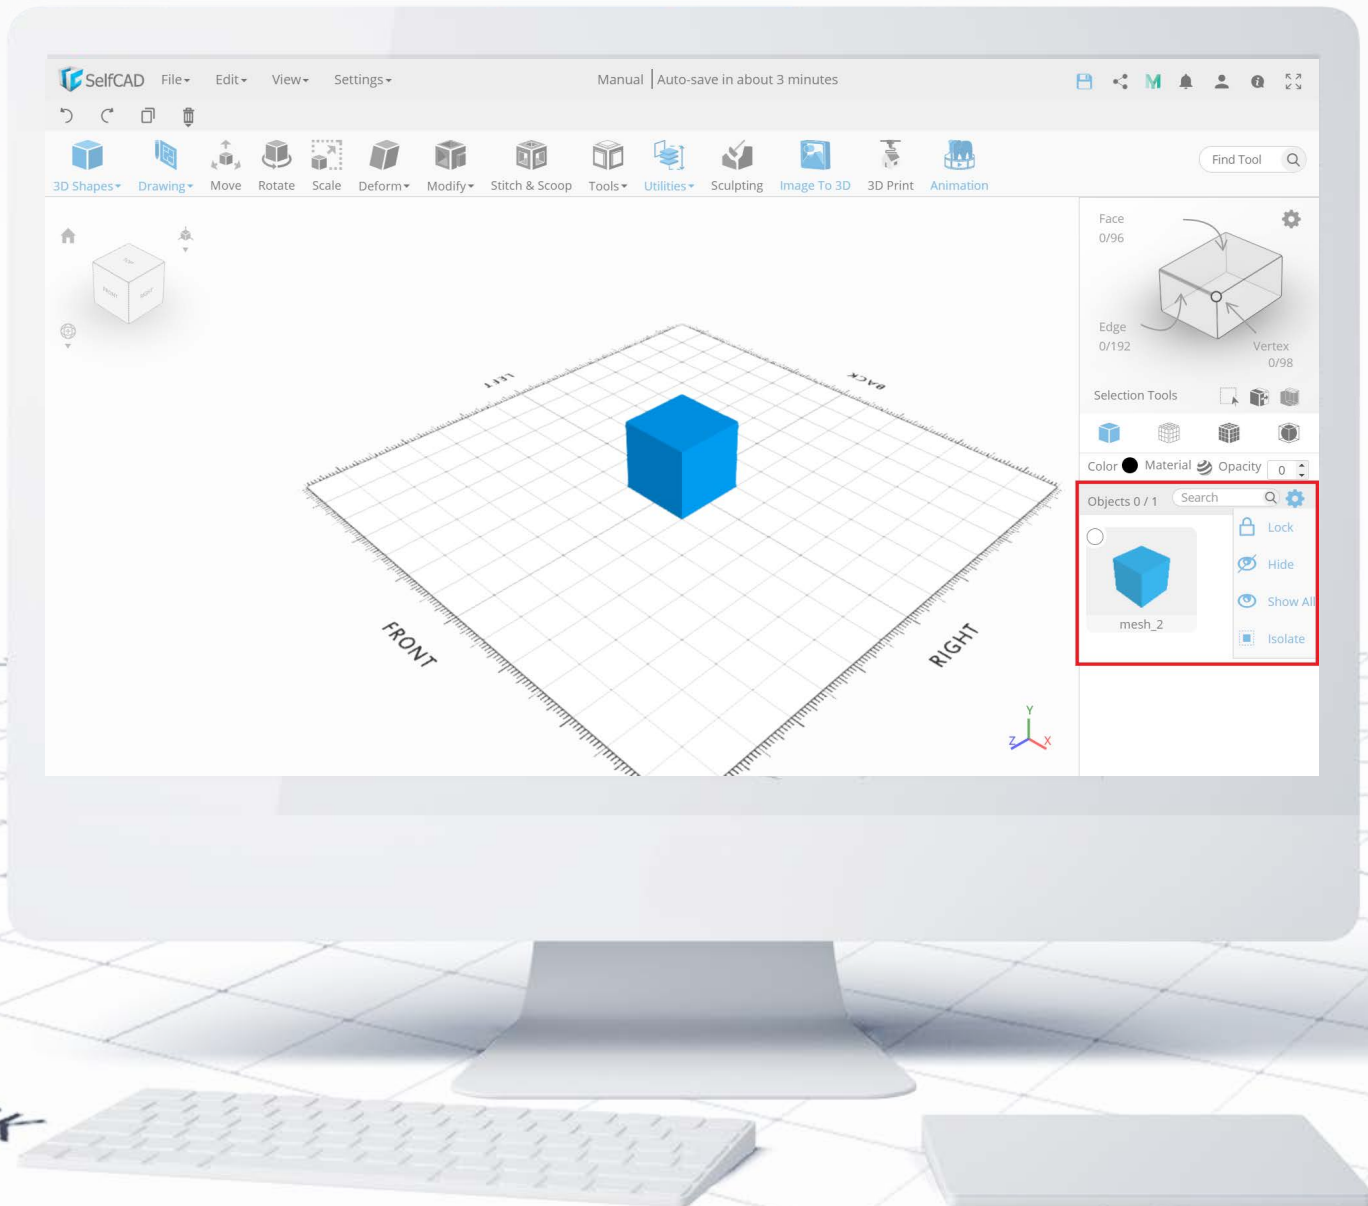 SelfCAD File Edit View Settings Manual Auto-save in about 3 minutes
3D Shapes Drawing Move Rotate Scale Deform Modify Stitch & Scoop Tools Utilities Sculpting Image To 3D 3D Print Animation Find Tool
TOP
FRONT RIGHT
Face
0/96
Edge
0/192
Vertex
0/98
Selection Tools
Color Material Opacity 0
Objects 0 / 1 Search
Lock
Hide
Show All
Isolate
mesh_2
LEFT BACK
FRONT RIGHT
Y
Z X